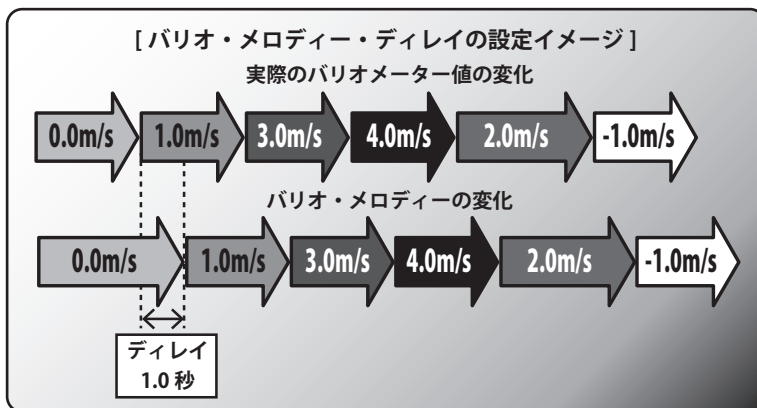 [ バリオ・メロディー・ディレイの設定イメージ ]
実際のバリオメーター値の変化
0.0m/s 1.0m/s 3.0m/s 4.0m/s 2.0m/s -1.0m/s
バリオ・メロディーの変化
0.0m/s 1.0m/s 3.0m/s 4.0m/s 2.0m/s -1.0m/s
ディレイ
1.0 秒